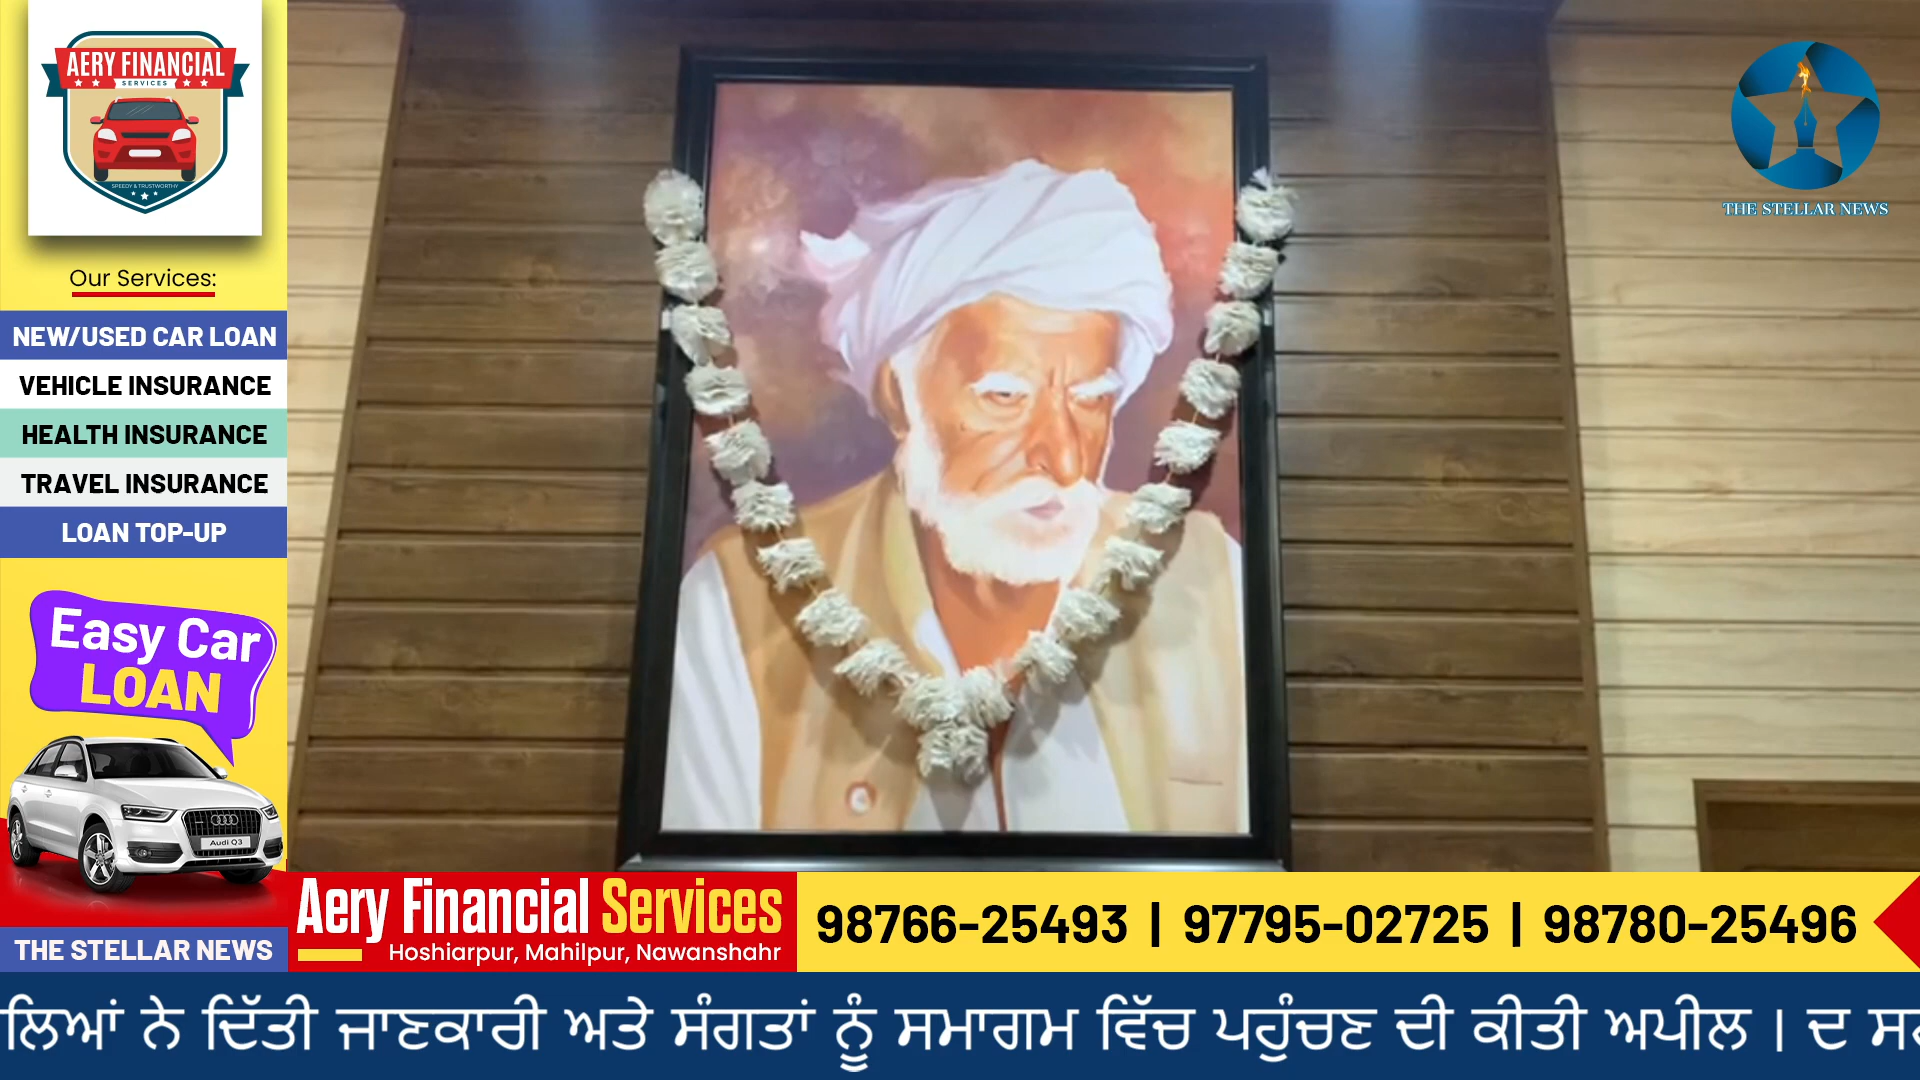 AERY FINANCIAL
SERVICES
SPEEDY & TRUSTWORTHY
Our Services:
NEW/USED CAR LOAN
VEHICLE INSURANCE
HEALTH INSURANCE
TRAVEL INSURANCE
LOAN TOP-UP
Easy Car
LOAN
Audi Q3
THE STELLAR NEWS
THE STELLAR NEWS
Aery Financial Services
Hoshiarpur, Mahilpur, Nawanshahr
98766-25493 | 97795-02725 | 98780-25496
ਲਿਆਂ ਨੇ ਦਿੱਤੀ ਜਾਣਕਾਰੀ ਅਤੇ ਸੰਗਤਾਂ ਨੂੰ ਸਮਾਗਮ ਵਿੱਚ ਪਹੁੰਚਣ ਦੀ ਕੀਤੀ ਅਪੀਲ | ਦ